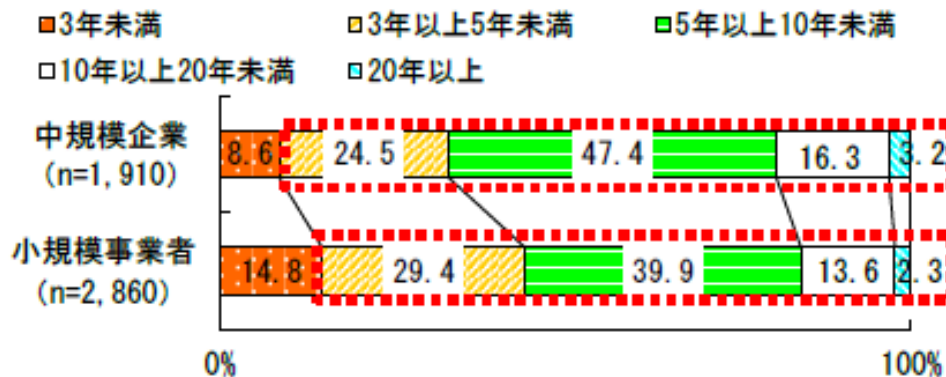 3年未満 3年以上5年未満 5年以上10年未満
10年以上20年未満 20年以上
中規模企業
(n=1,910)
8.6 24.5 47.4 16.3 3.2
小規模事業者
(n=2,860)
14.8 29.4 39.9 13.6 2.3
0% 100%